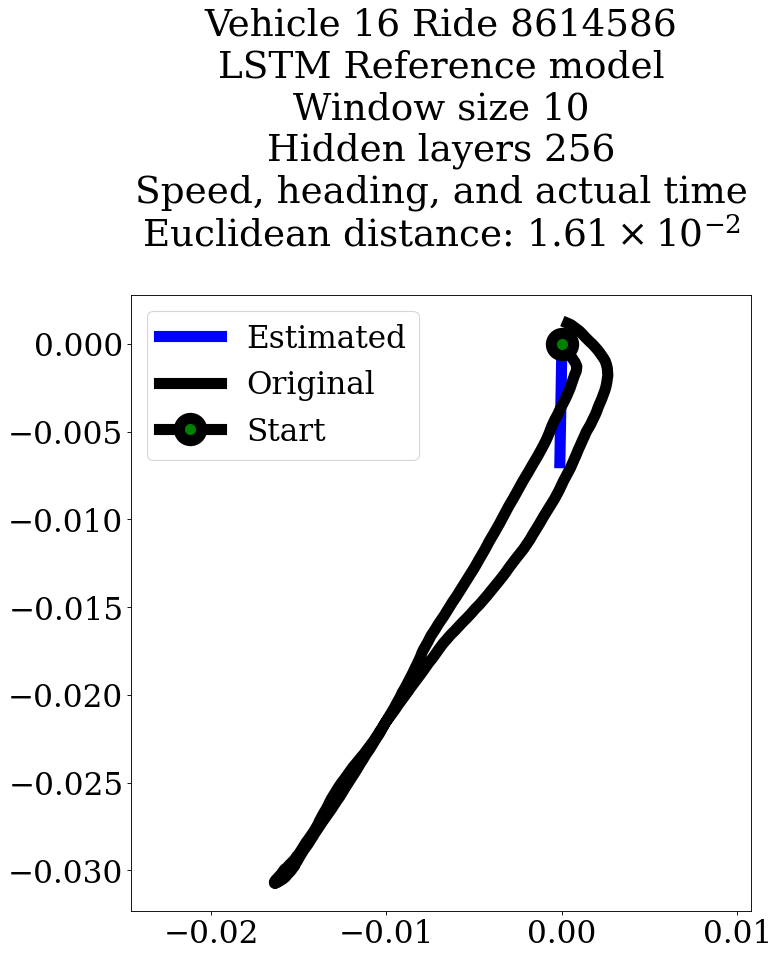 Vehicle 16 Ride 8614586
LSTM Reference model
Window size 10
Hidden layers 256
Speed, heading, and actual time
Euclidean distance: 1.61 × 10⁻²
Estimated
Original
Start
0.000
−0.005
−0.010
−0.015
−0.020
−0.025
−0.030
−0.02 −0.01 0.00 0.01